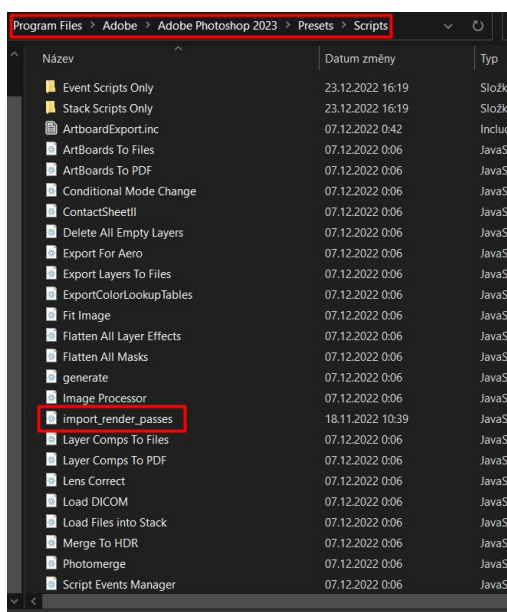 Program Files > Adobe > Adobe Photoshop 2023 > Presets > Scripts
Název Datum změny Typ
Event Scripts Only 23.12.2022 16:19 Složk
Stack Scripts Only 23.12.2022 16:19 Složk
ArtboardExport.inc 07.12.2022 0:42 Includ
ArtBoards To Files 07.12.2022 0:06 JavaS
ArtBoards To PDF 07.12.2022 0:06 JavaS
Conditional Mode Change 07.12.2022 0:06 JavaS
ContactSheetII 07.12.2022 0:06 JavaS
Delete All Empty Layers 07.12.2022 0:06 JavaS
Export For Aero 07.12.2022 0:06 JavaS
Export Layers To Files 07.12.2022 0:06 JavaS
ExportColorLookupTables 07.12.2022 0:06 JavaS
Fit Image 07.12.2022 0:06 JavaS
Flatten All Layer Effects 07.12.2022 0:06 JavaS
Flatten All Masks 07.12.2022 0:06 JavaS
generate 07.12.2022 0:06 JavaS
Image Processor 07.12.2022 0:06 JavaS
import_render_passes 18.11.2022 10:39 JavaS
Layer Comps To Files 07.12.2022 0:06 JavaS
Layer Comps To PDF 07.12.2022 0:06 JavaS
Lens Correct 07.12.2022 0:06 JavaS
Load DICOM 07.12.2022 0:06 JavaS
Load Files into Stack 07.12.2022 0:06 JavaS
Merge To HDR 07.12.2022 0:06 JavaS
Photomerge 07.12.2022 0:06 JavaS
Script Events Manager 07.12.2022 0:06 JavaS